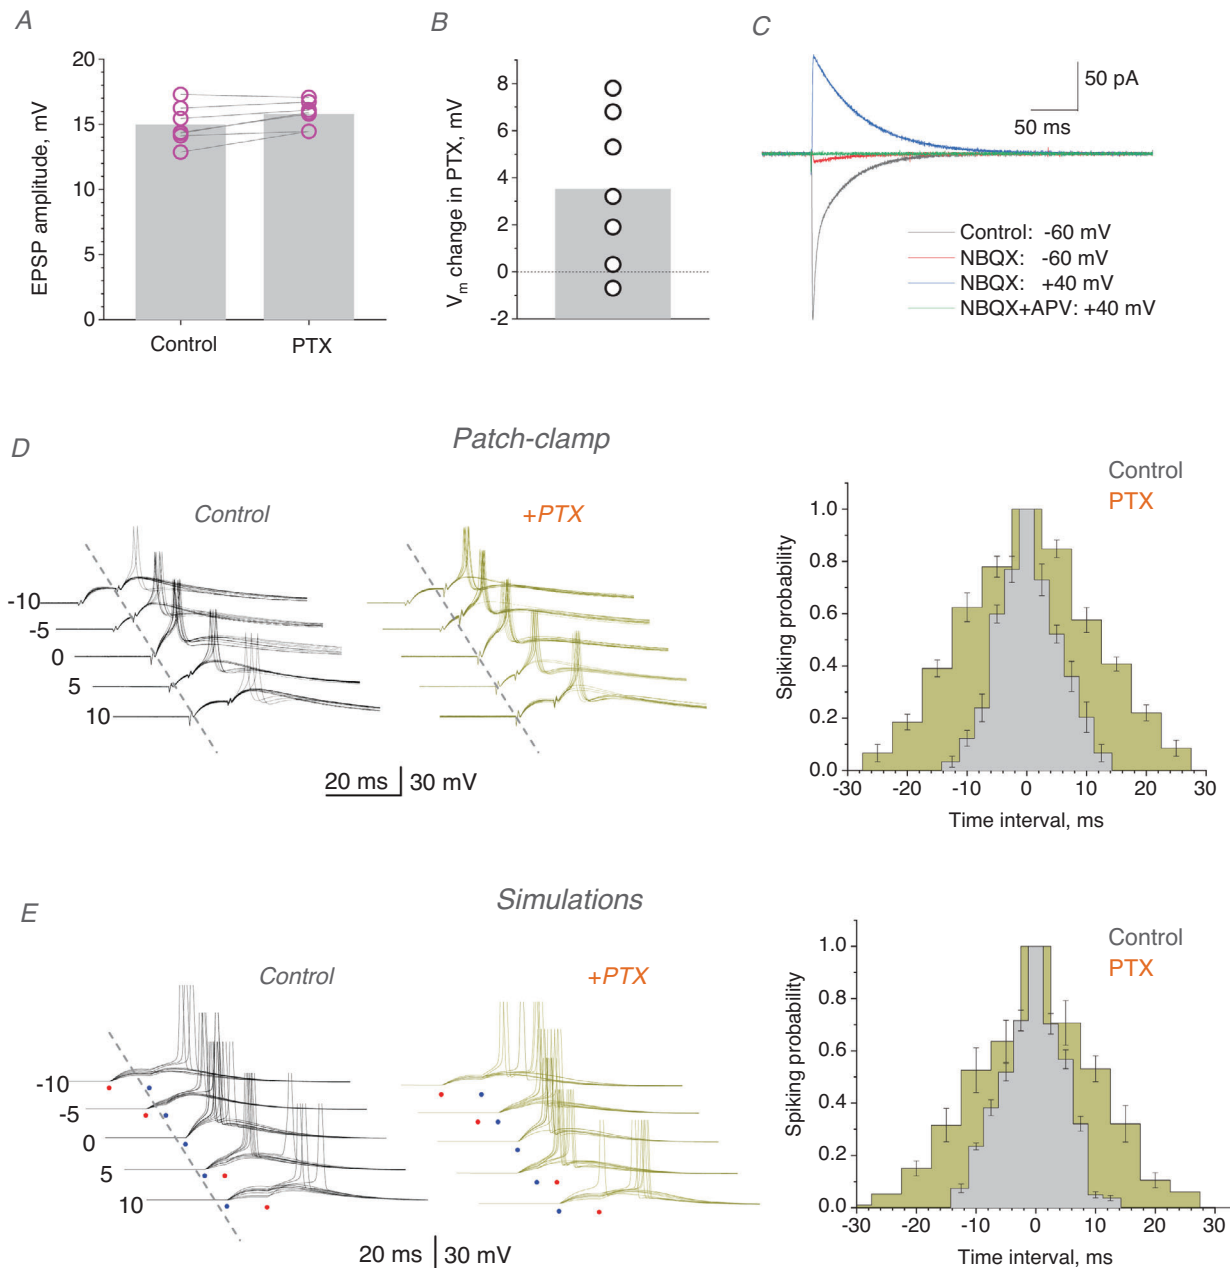 A
EPSP amplitude, mV
20
15
10
5
0
Control
PTX
B
Vm change in PTX, mV
8
6
4
2
0
-2
C
50 pA
50 ms
Control: -60 mV
NBQX: -60 mV
NBQX: +40 mV
NBQX+APV: +40 mV
D
Patch-clamp
Control
+PTX
-10
-5
0
5
10
20 ms
30 mV
Control
PTX
Spiking probability
1.0
0.8
0.6
0.4
0.2
0.0
-30
-20
-10
0
10
20
30
Time interval, ms
E
Simulations
Control
+PTX
-10
-5
0
5
10
20 ms
30 mV
Control
PTX
Spiking probability
1.0
0.8
0.6
0.4
0.2
0.0
-30
-20
-10
0
10
20
30
Time interval, ms